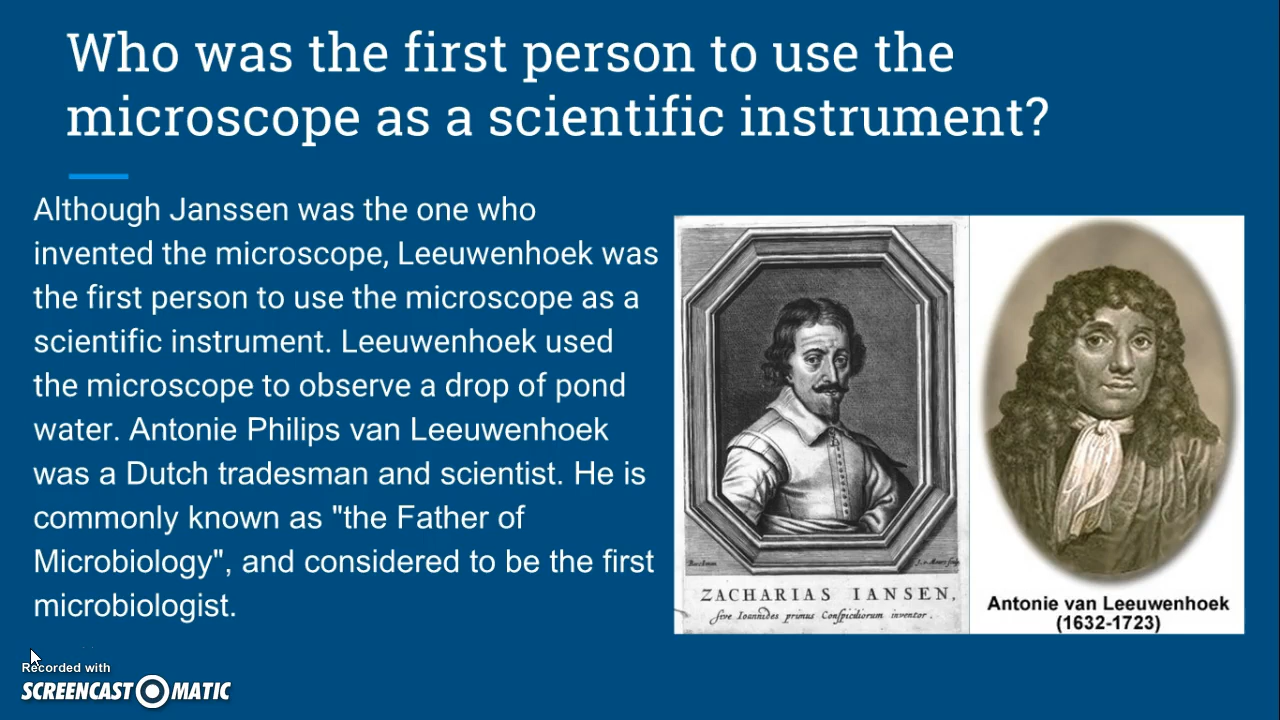 Who was the first person to use the
microscope as a scientific instrument?
Although Janssen was the one who
invented the microscope, Leeuwenhoek was
the first person to use the microscope as a
scientific instrument. Leeuwenhoek used
the microscope to observe a drop of pond
water. Antonie Philips van Leeuwenhoek
was a Dutch tradesman and scientist. He is
commonly known as "the Father of
Microbiology", and considered to be the first
microbiologist.
ZACHARIAS IANSEN,
sive Ioannides primus Conspiciliorum inventor.
Antonie van Leeuwenhoek
(1632-1723)
Recorded with
SCREENCAST O MATIC